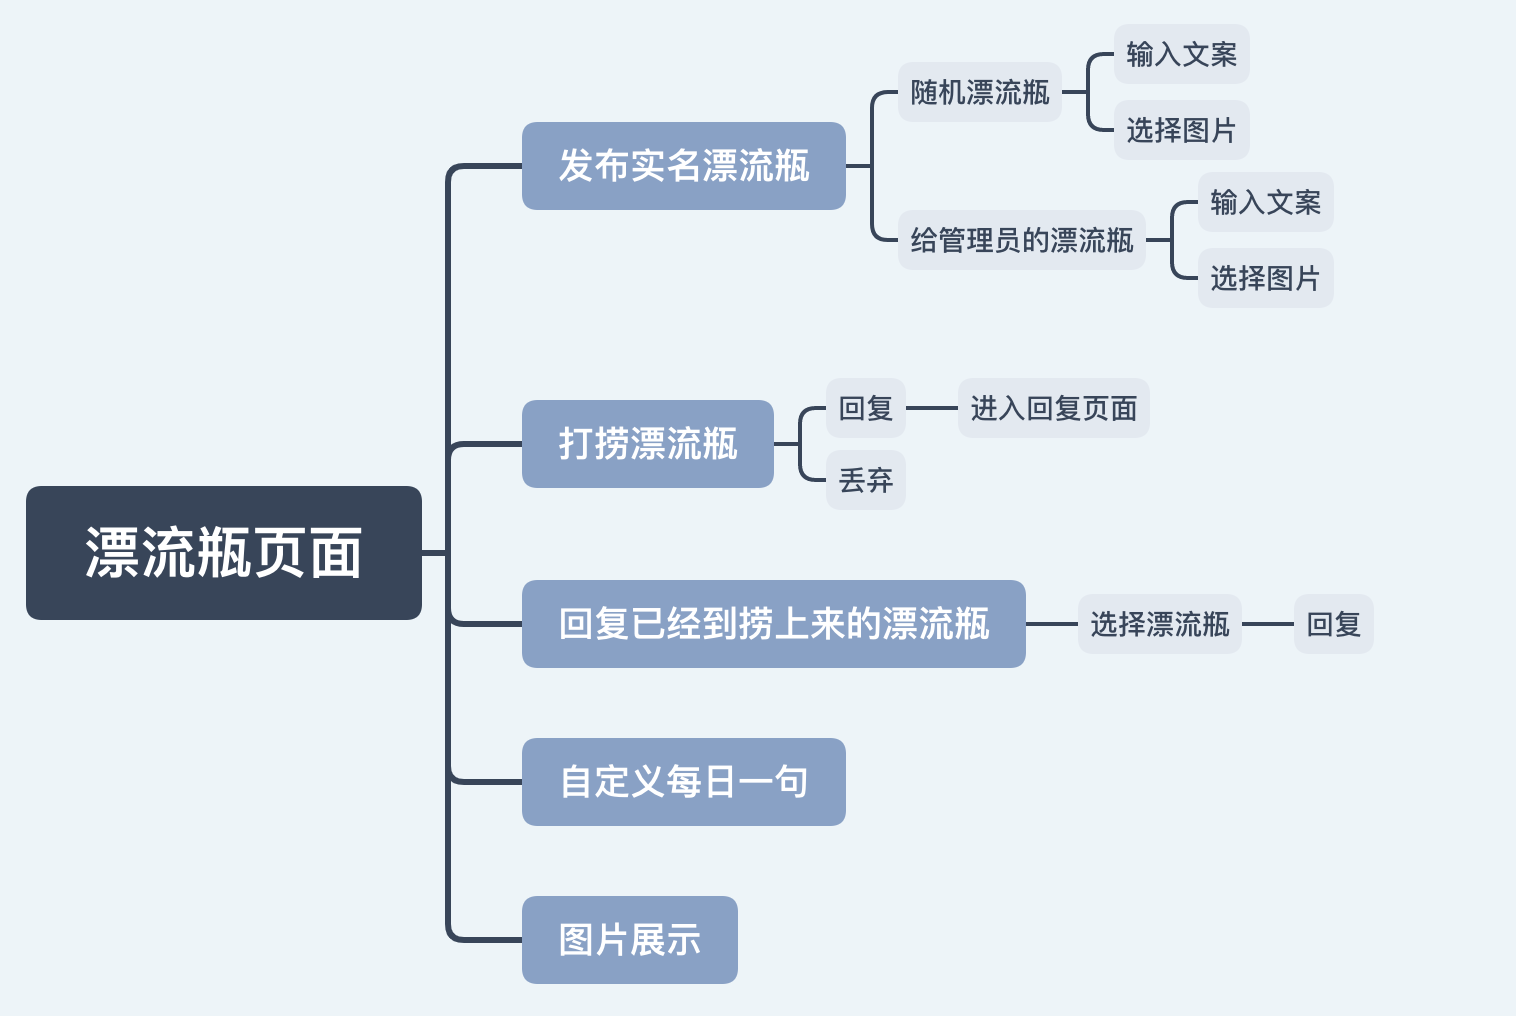 漂流瓶页面
发布实名漂流瓶
随机漂流瓶
输入文案
选择图片
给管理员的漂流瓶
输入文案
选择图片
打捞漂流瓶
回复
进入回复页面
丢弃
回复已经到捞上来的漂流瓶
选择漂流瓶
回复
自定义每日一句
图片展示